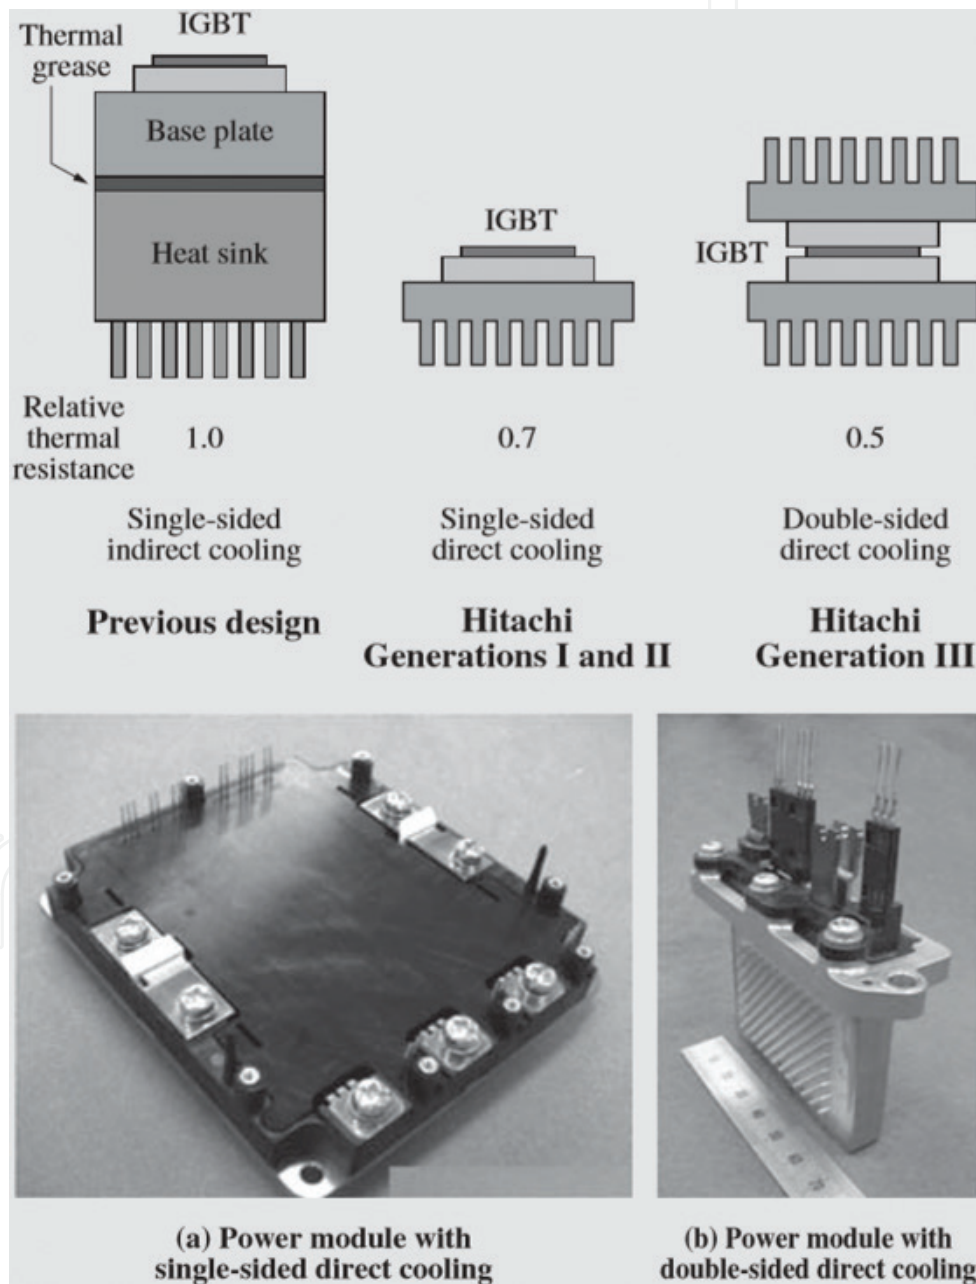 IGBT
Thermal
grease
Base plate
Heat sink
IGBT
IGBT
Relative
thermal
resistance
1.0
0.7
0.5
Single-sided
indirect cooling
Single-sided
direct cooling
Double-sided
direct cooling
Previous design
Hitachi
Generations I and II
Hitachi
Generation III
(a) Power module with
single-sided direct cooling
(b) Power module with
double-sided direct cooling